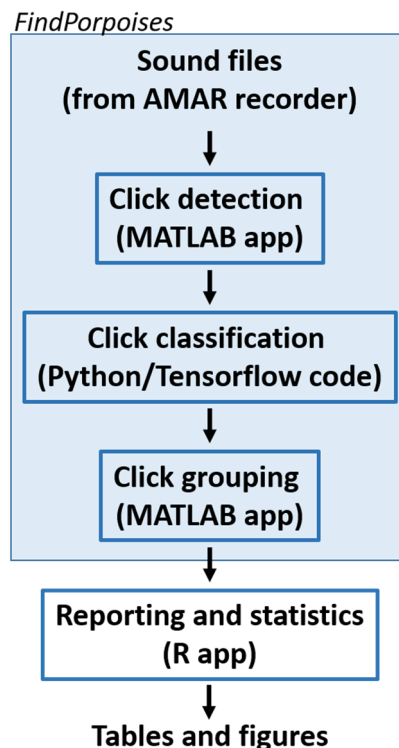 FindPorpoises
Sound files
(from AMAR recorder)
Click detection
(MATLAB app)
Click classification
(Python/Tensorflow code)
Click grouping
(MATLAB app)
Reporting and statistics
(R app)
Tables and figures